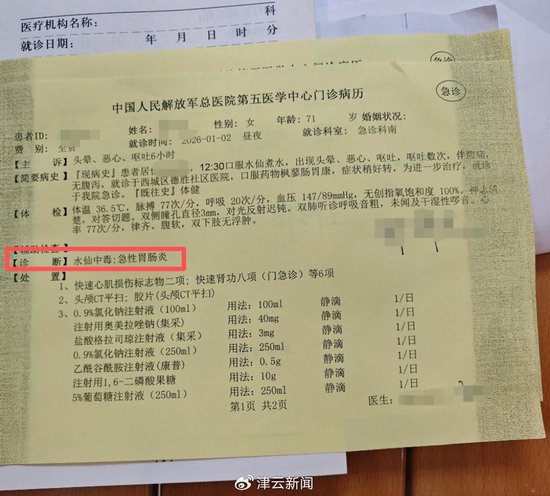 医疗机构名称：
科
就诊日期： 年 月 日 时
急诊
急诊
中国人民解放军总医院第五医学中心门诊病历
患者ID： 姓名： 性别：女 年龄：71 岁 婚姻状况：
费 别：全费 就诊时间：2026-01-02 昼夜 就诊科室：急诊科南
【主 诉】头晕、恶心、呕吐6小时
【简要病史】『现病史』患者居 12:30口服水仙煮水，出现头晕、恶心、呕吐，呕吐数次，伴腹痛，
无腹泻，就诊于西城区德胜社区医院，口服药物枫蓼肠胃康，症状稍好转，为进一步治疗，就诊
于我院急诊。『既往史』体健
【体 检】体温 36.5℃，脉搏 77次/分，呼吸 20次/分，血压 147/89mmHg，无创指氧饱和度 100%。神志清
楚，对答切题，双侧瞳孔直径3mm，对光反射迟钝。双肺听诊呼吸音粗，未闻及干湿性啰音。心
率 77次/分，律齐。腹软，双下肢无浮肿。
【诊 断】水仙中毒;急性胃肠炎
1、快速心肌损伤标志物二项；快速肾功八项（门急诊）等6项
2、头颅CT平扫；胶片(头颅CT平扫) 1
3、0.9%氯化钠注射液（100ml） 用法：100ml 静滴 1/日
注射用奥美拉唑钠(集采) 用法：40mg 静滴 1/日
盐酸格拉司琼注射液（集采） 用法：3mg 静滴 1/日
0.9%氯化钠注射液（250ml） 用法：250ml 静滴 1/日
乙酰谷酰胺注射液(康普) 用法：0.5g 静滴 1/日
注射用1,6-二磷酸果糖 用法：10g 静滴 1/日
5%葡萄糖注射液（250ml） 用法：250ml 静滴 1/日
第1页 共2页 医生：
津云新闻